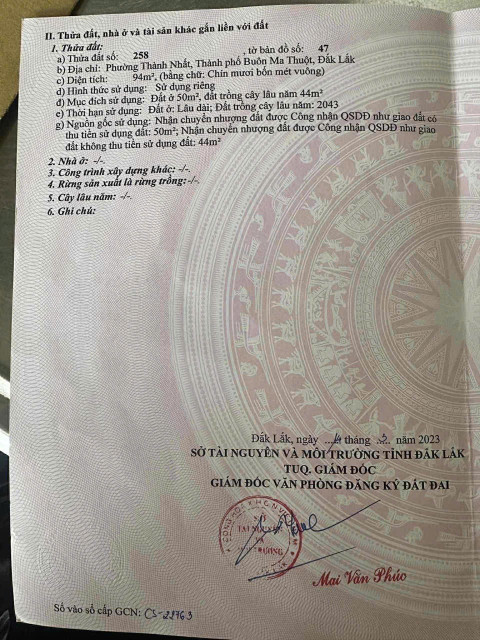 II. Thửa đất, nhà ở và tài sản khác gắn liền với đất
1. Thửa đất:
a) Thửa đất số: 258 , tờ bản đồ số: 47
b) Địa chỉ: Phường Thành Nhất, Thành phố Buôn Ma Thuột, Đắk Lắk
c) Diện tích: 94m², (bằng chữ: Chín mươi bốn mét vuông)
d) Hình thức sử dụng: Sử dụng riêng
đ) Mục đích sử dụng: Đất ở 50m², đất trồng cây lâu năm 44m²
e) Thời hạn sử dụng: Đất ở: Lâu dài; Đất trồng cây lâu năm: 2043
g) Nguồn gốc sử dụng: Nhận chuyển nhượng đất được Công nhận QSDĐ như giao đất có
thu tiền sử dụng đất: 50m²; Nhận chuyển nhượng đất được Công nhận QSDĐ như giao
đất không thu tiền sử dụng đất: 44m²
2. Nhà ở: -/-.
3. Công trình xây dựng khác: -/-.
4. Rừng sản xuất là rừng trồng: -/-.
5. Cây lâu năm: -/-.
6. Ghi chú:
Đắk Lắk, ngày tháng năm 2023
SỞ TÀI NGUYÊN VÀ MÔI TRƯỜNG TỈNH ĐẮK LẮK
TUQ. GIÁM ĐỐC
GIÁM ĐỐC VĂN PHÒNG ĐĂNG KÝ ĐẤT ĐAI
Mai Văn Phúo
Số vào sổ cấp GCN: CS-22763